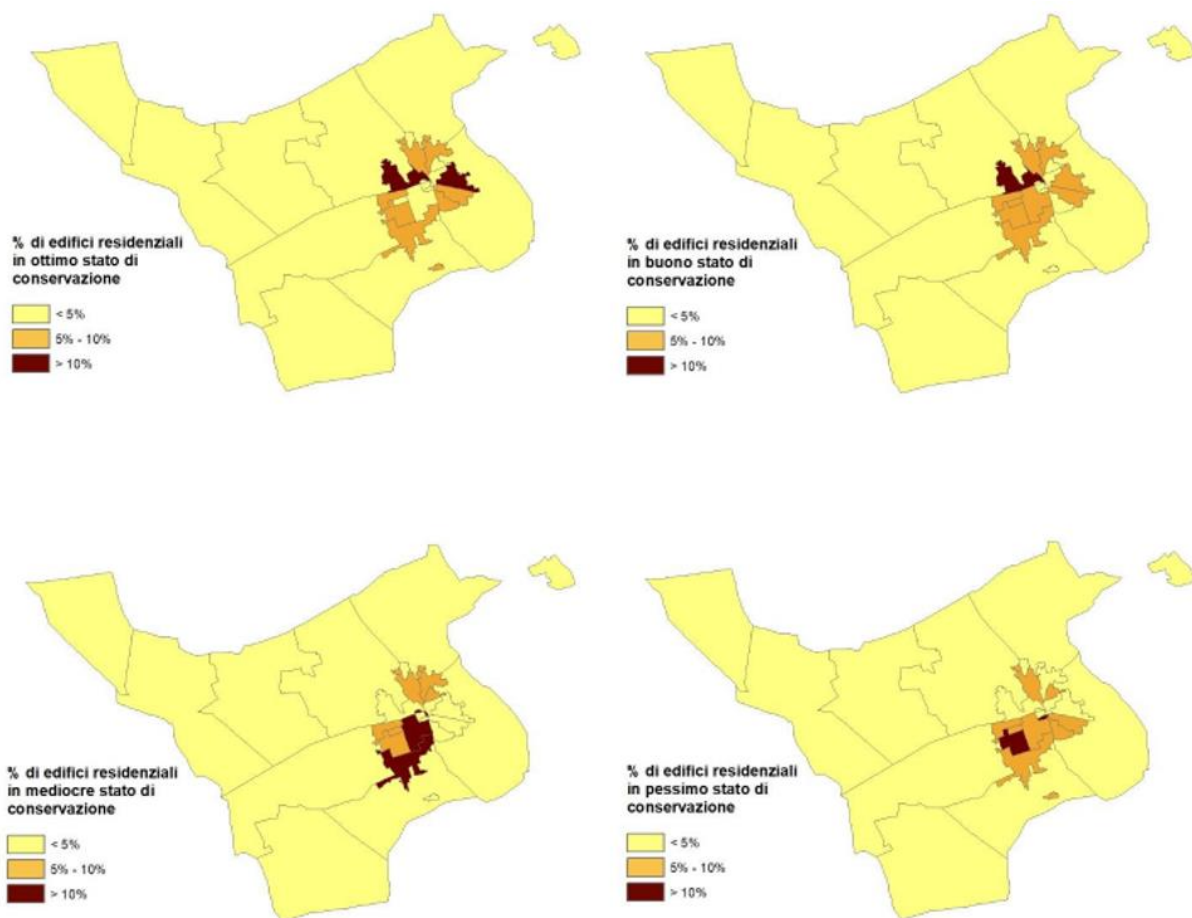 % di edifici residenziali
in ottimo stato di
conservazione
< 5%
5% - 10%
> 10%
% di edifici residenziali
in buono stato di
conservazione
< 5%
5% - 10%
> 10%
% di edifici residenziali
in mediocre stato di
conservazione
< 5%
5% - 10%
> 10%
% di edifici residenziali
in pessimo stato di
conservazione
< 5%
5% - 10%
> 10%